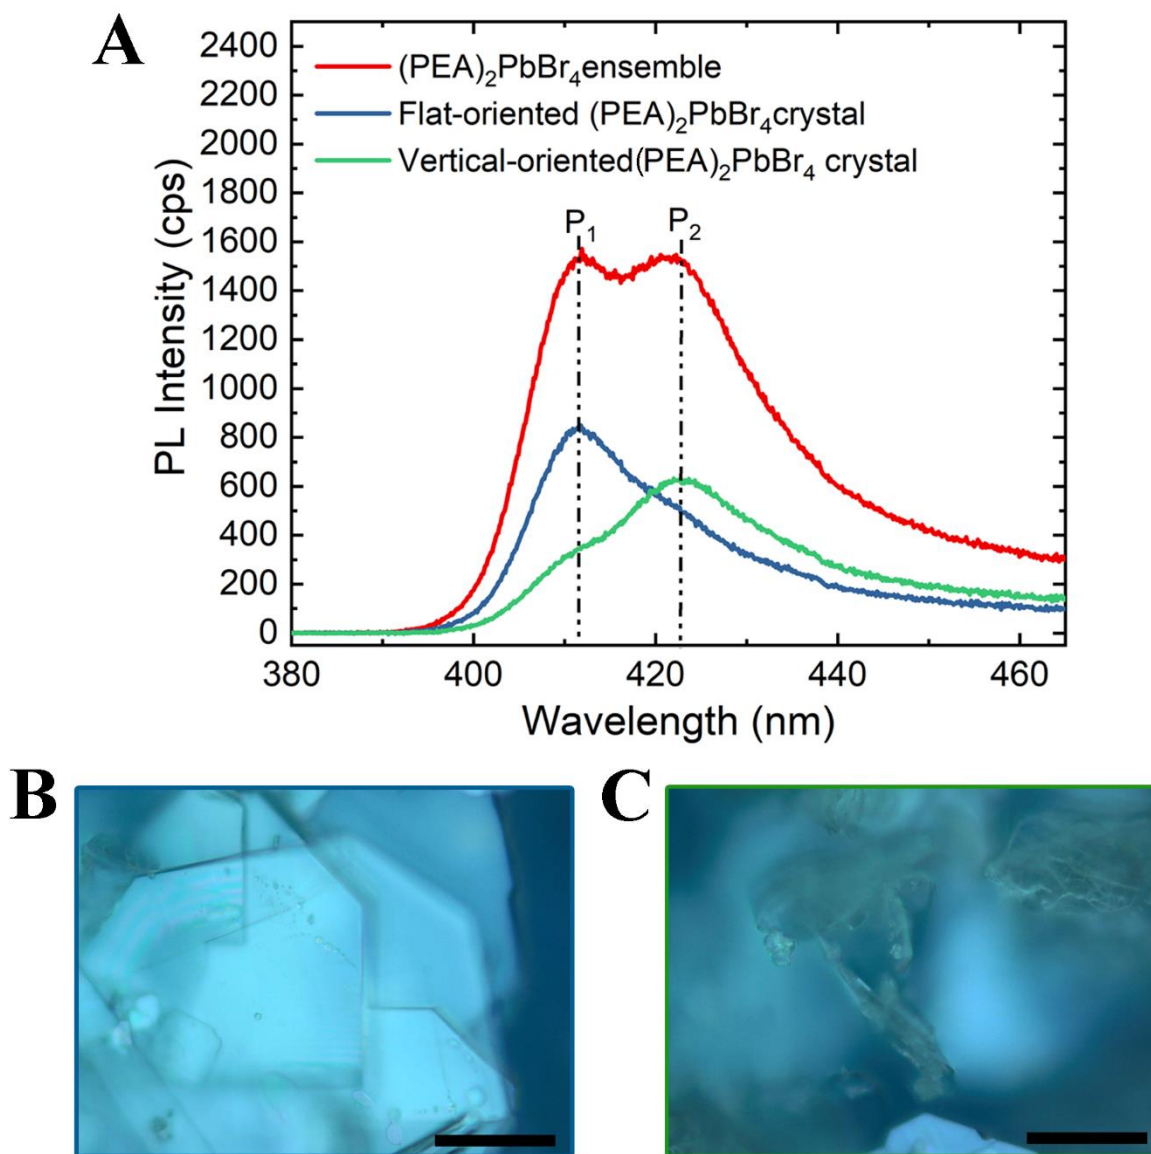 A
2400
2200
2000
1800
1600
1400
1200
1000
800
600
400
200
0
PL Intensity (cps)
(PEA)₂PbBr₄ensemble
Flat-oriented (PEA)₂PbBr₄crystal
Vertical-oriented(PEA)₂PbBr₄ crystal
P₁ P₂
380 400 420 440 460
Wavelength (nm)
B C